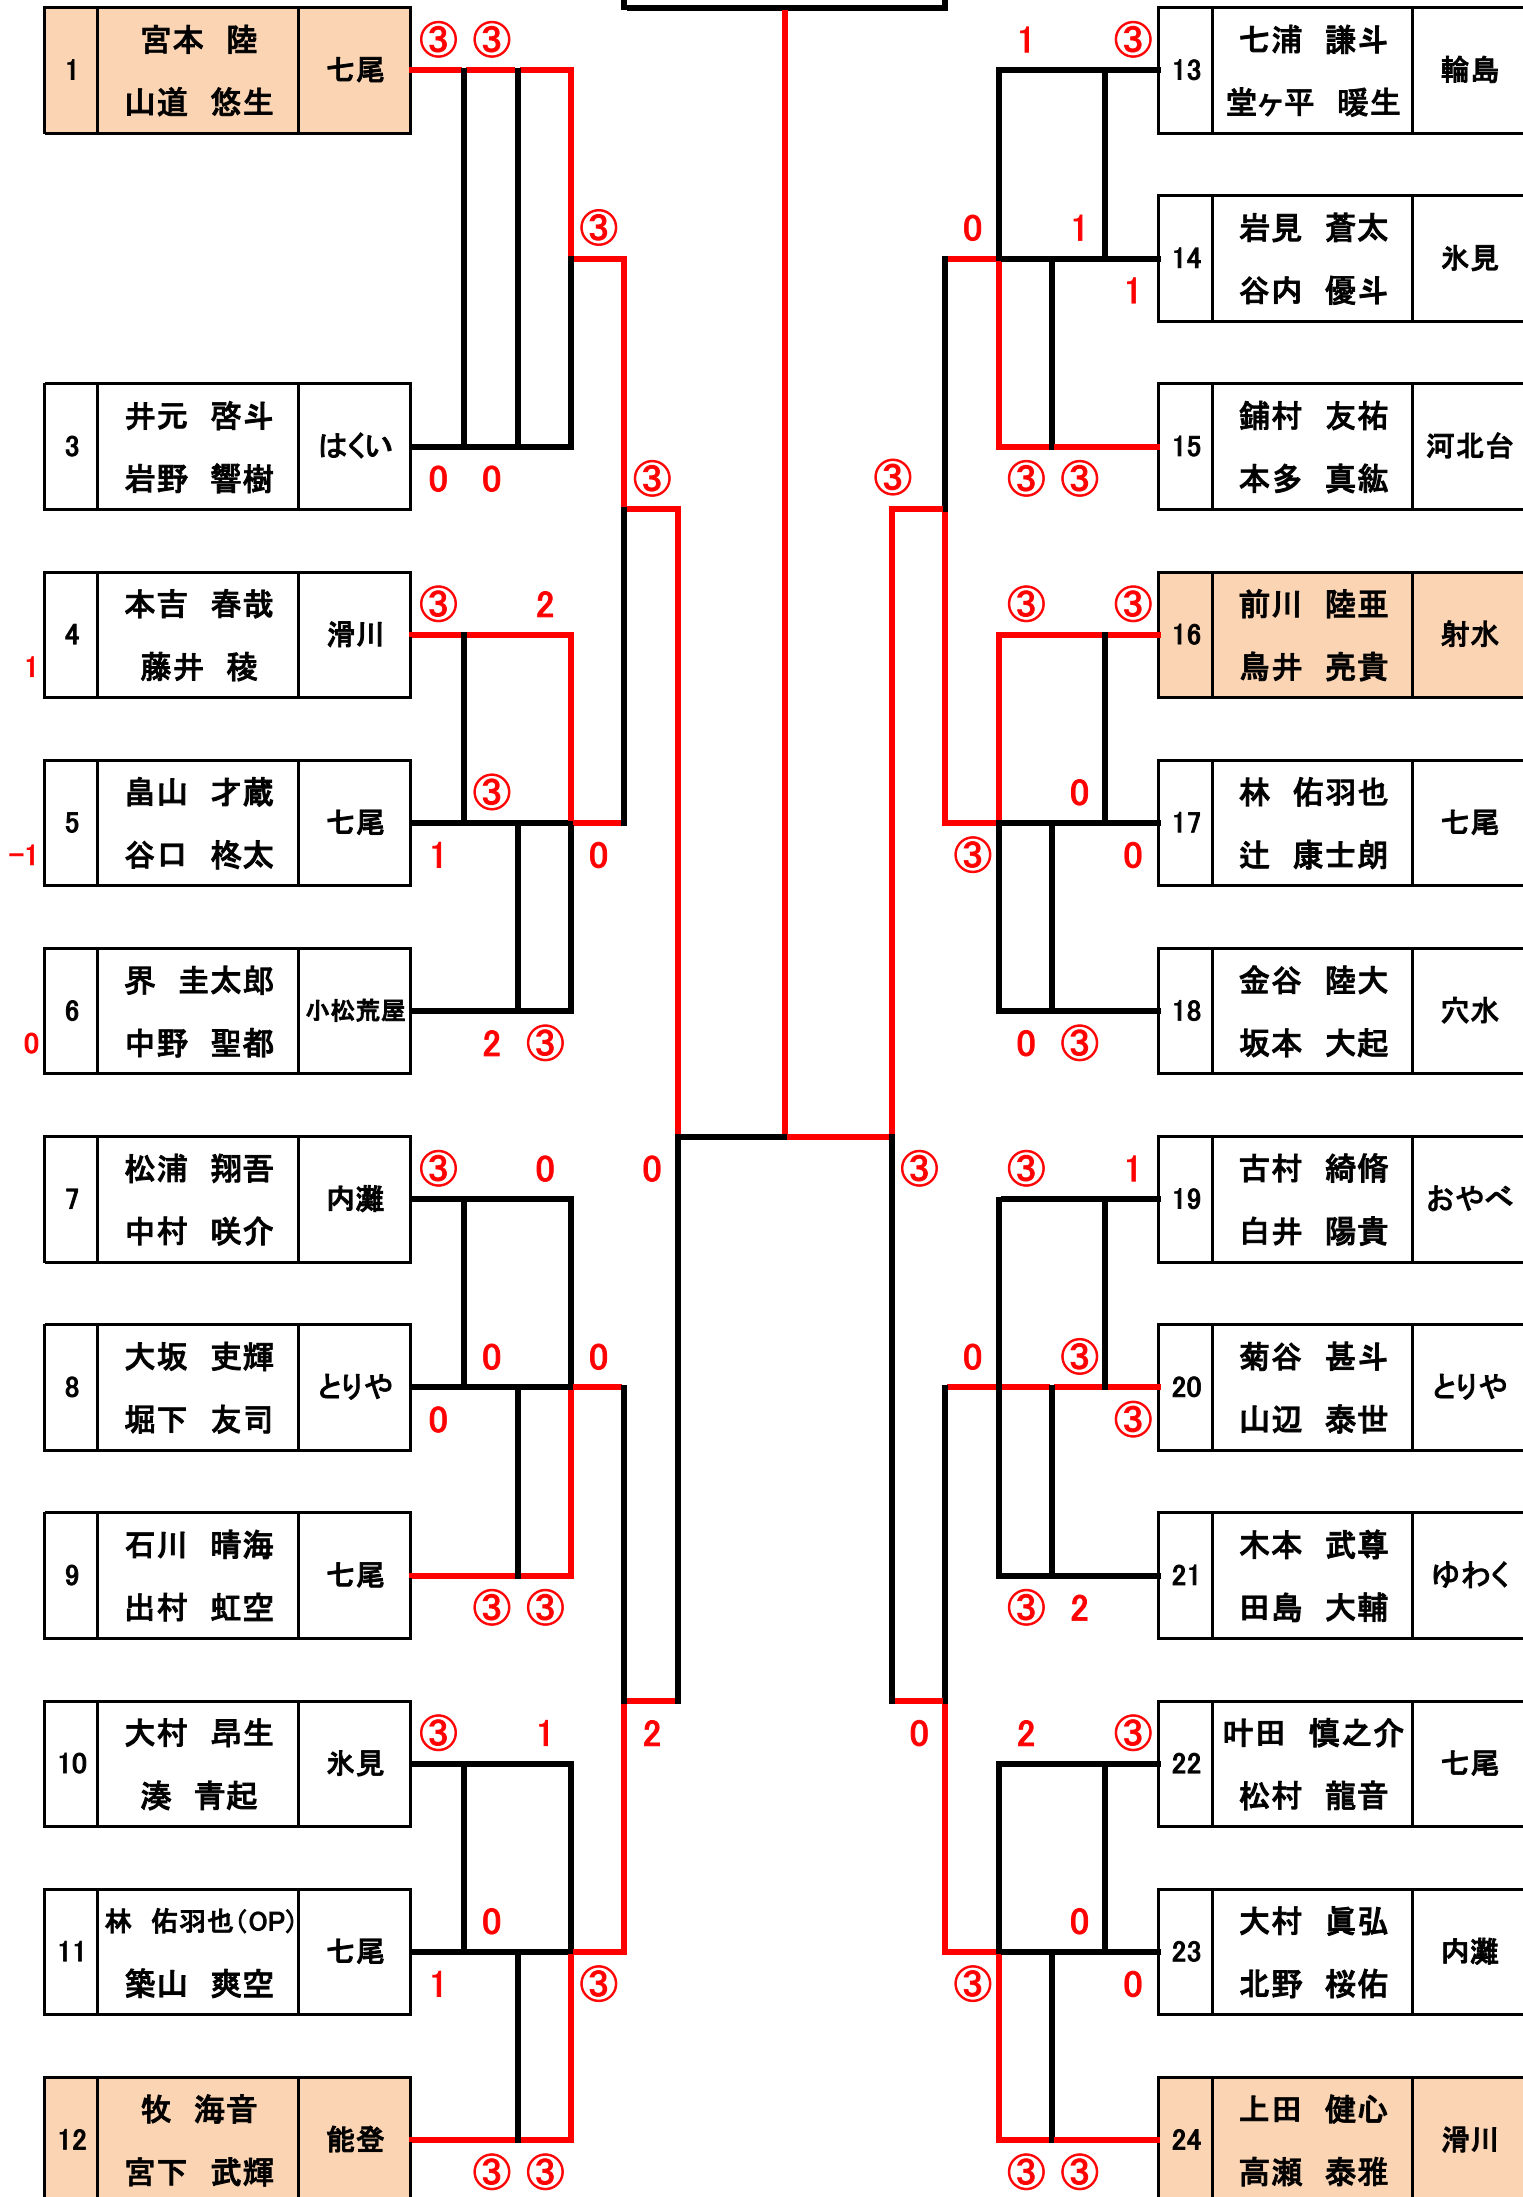 1 宮本 陸 七尾
山道 悠生
③ ③
3 井元 啓斗 はくい
岩野 響樹
0 0
③
4 本吉 春哉 滑川
藤井 稜
1
③ 2
5 畠山 才蔵 七尾
谷口 柊太
-1
1 ③
6 界 圭太郎 小松荒屋
中野 聖都
0
2 ③
0
③
7 松浦 翔吾 内灘
中村 咲介
③ 0
8 大坂 吏輝 とりや
堀下 友司
0 0
9 石川 晴海 七尾
出村 虹空
③ ③
0
10 大村 昂生 氷見
湊 青起
③ 1
11 林 佑羽也(OP) 七尾
築山 爽空
1 0
12 牧 海音 能登
宮下 武輝
③ ③
③
2
0
13 七浦 謙斗 輪島
堂ヶ平 暖生
1 ③
14 岩見 蒼太 氷見
谷内 優斗
1 1
15 鋪村 友祐 河北台
本多 真紘
③ ③
0
16 前川 陸亜 射水
鳥井 亮貴
③ ③
17 林 佑羽也 七尾
辻 康士朗
0 0
18 金谷 陸大 穴水
坂本 大起
0 ③
③
③
19 古村 綺脩 おやべ
白井 陽貴
③ 1
20 菊谷 甚斗 とりや
山辺 泰世
③ ③
21 木本 武尊 ゆわく
田島 大輔
③ 2
0
22 叶田 慎之介 七尾
松村 龍音
2 ③
23 大村 眞弘 内灘
北野 桜佑
0 0
24 上田 健心 滑川
高瀬 泰雅
③ ③
③
0
③